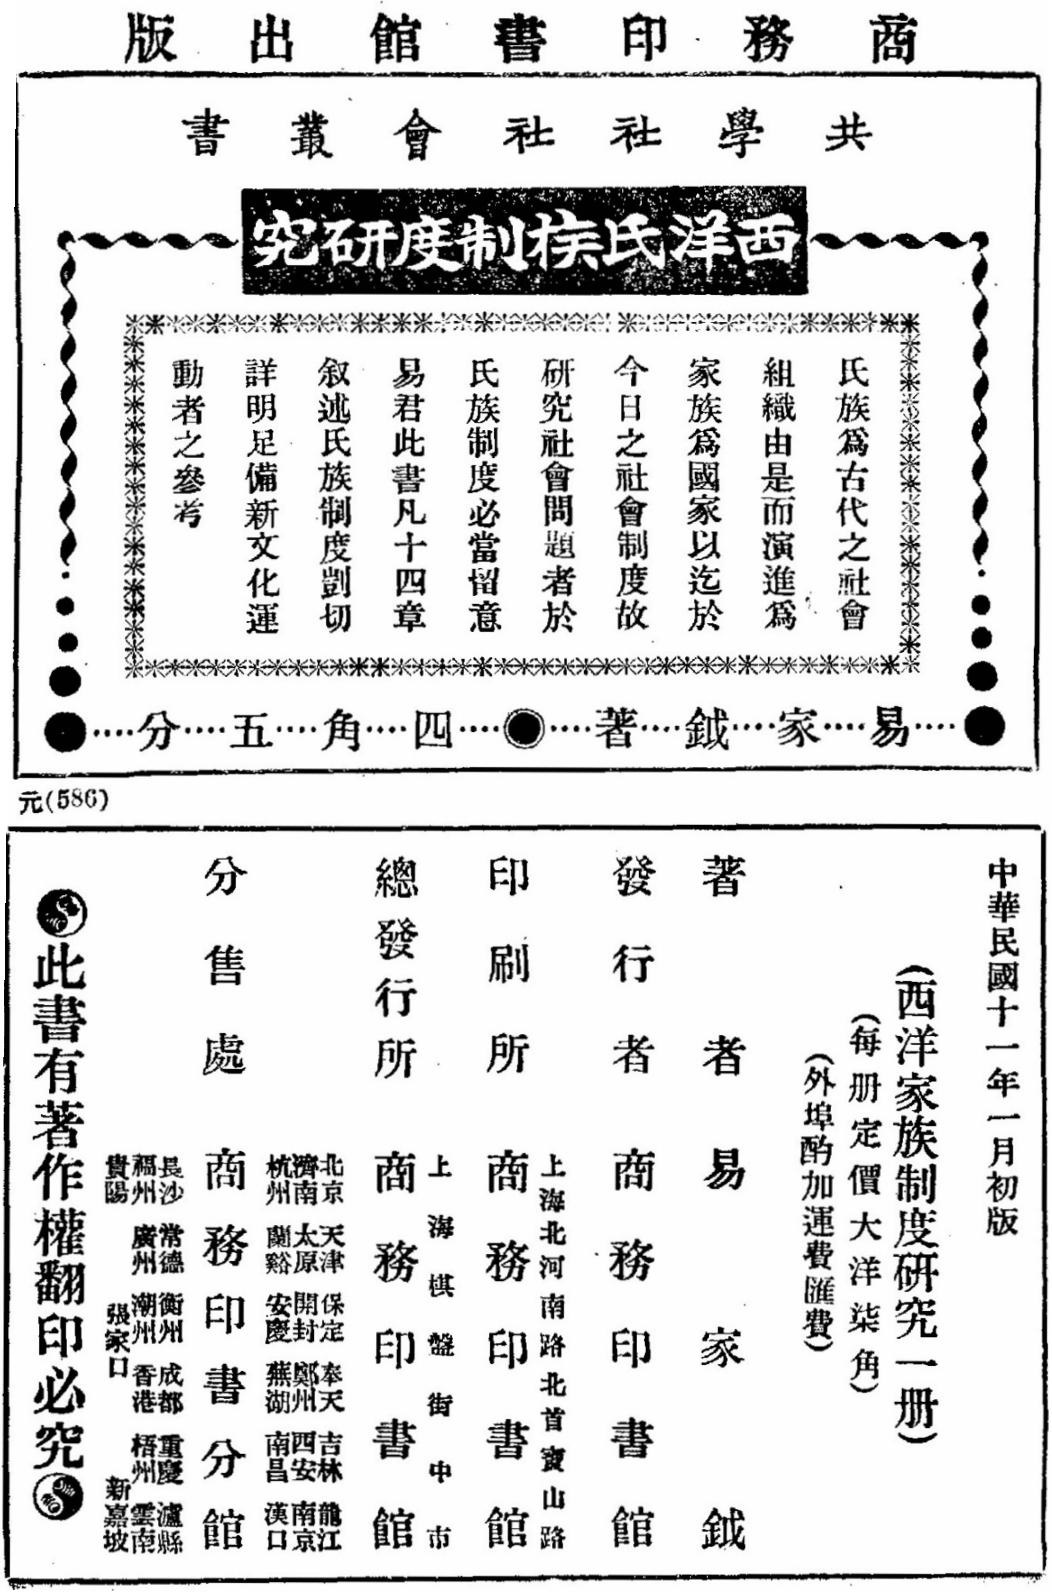 商務印書館出版
共學社社會叢書
西洋氏族制度研究
氏族爲古代之社會
組織由是而演進爲
家族爲國家以迄於
今日之社會制度故
研究社會問題者於
氏族制度必當留意
易君此書凡十四章
叙述氏族制度剴切
詳明足備新文化運
動者之參考
易家鉞著 四角五分
元(586)
中華民國十一年一月初版
(西洋家族制度研究一册)
(每册定價大洋柒角)
(外埠酌加運費匯費)
著者 易家鉞
發行者 商務印書館
上海北河南路北首寶山路
印刷所 商務印書館
上海棋盤街中市
總發行所 商務印書館
北京 天津 保定 奉天 吉林 龍江
濟南 太原 開封 鄭州 西安 南京
杭州 蘭谿 安慶 蕪湖 南昌 漢口
分售處 商務印書分館
長沙 常德 衡州 成都 重慶 瀘縣
福州 廣州 潮州 香港 梧州 雲南
貴陽 張家口 新嘉坡
此書有著作權翻印必究